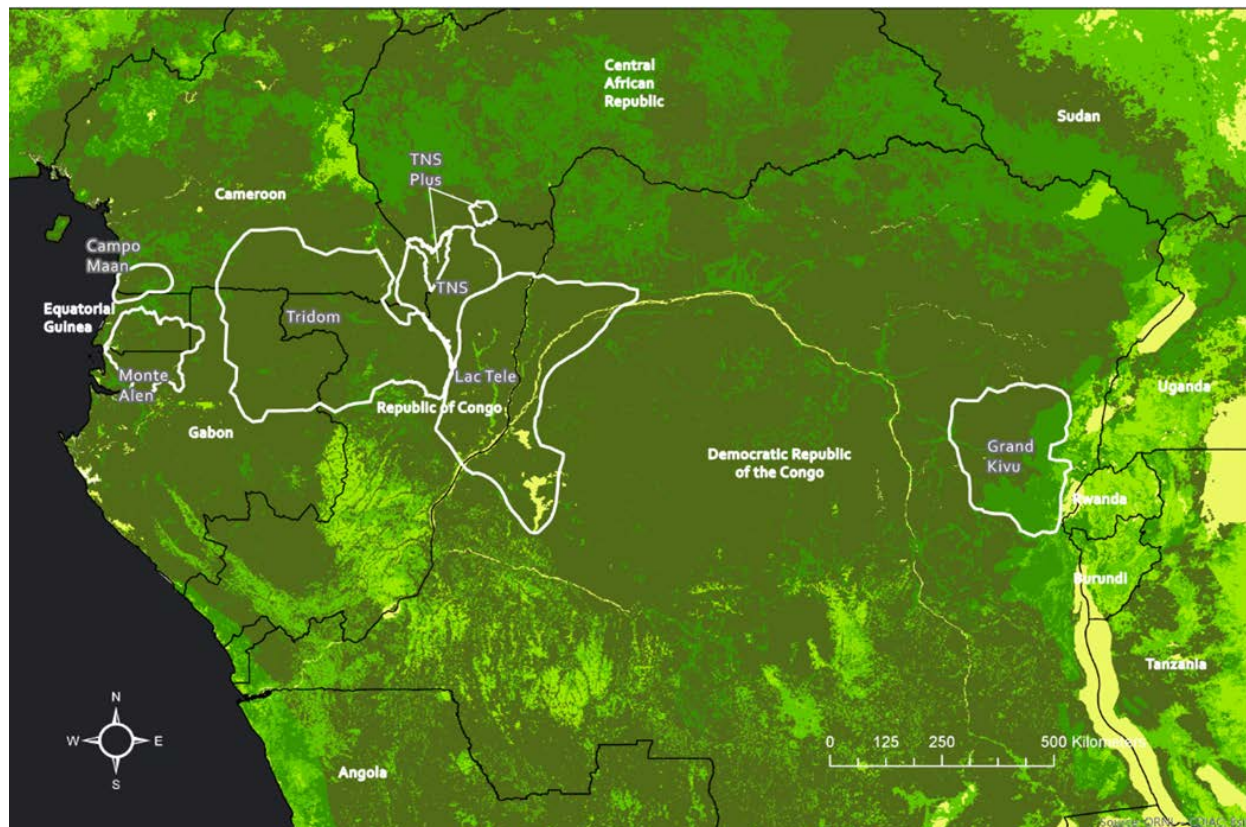 Central
African
Republic
Sudan
TNS
Plus
Cameroon
Campo
Maan
TNS
Equatorial
Guinea
Tridom
Monte
Alen
Lac Tele
Republic of Congo
Uganda
Gabon
Grand
Kivu
Democratic Republic
of the Congo
Rwanda
Burundi
Tanzania
N
W E
S
0 125 250 500 Kilometers
Angola
Source: ORNL